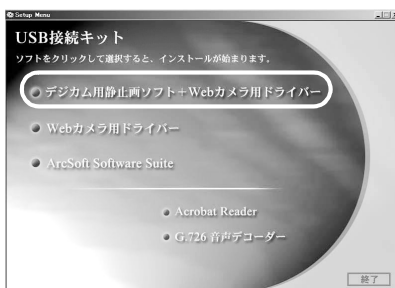 Setup Menu
USB接続キット
ソフトをクリックして選択すると、インストールが始まります。
デジカム用静止画ソフト+Webカメラ用ドライバー
Webカメラ用ドライバー
ArcSoft Software Suite
Acrobat Reader
G.726 音声デコーダー
終了